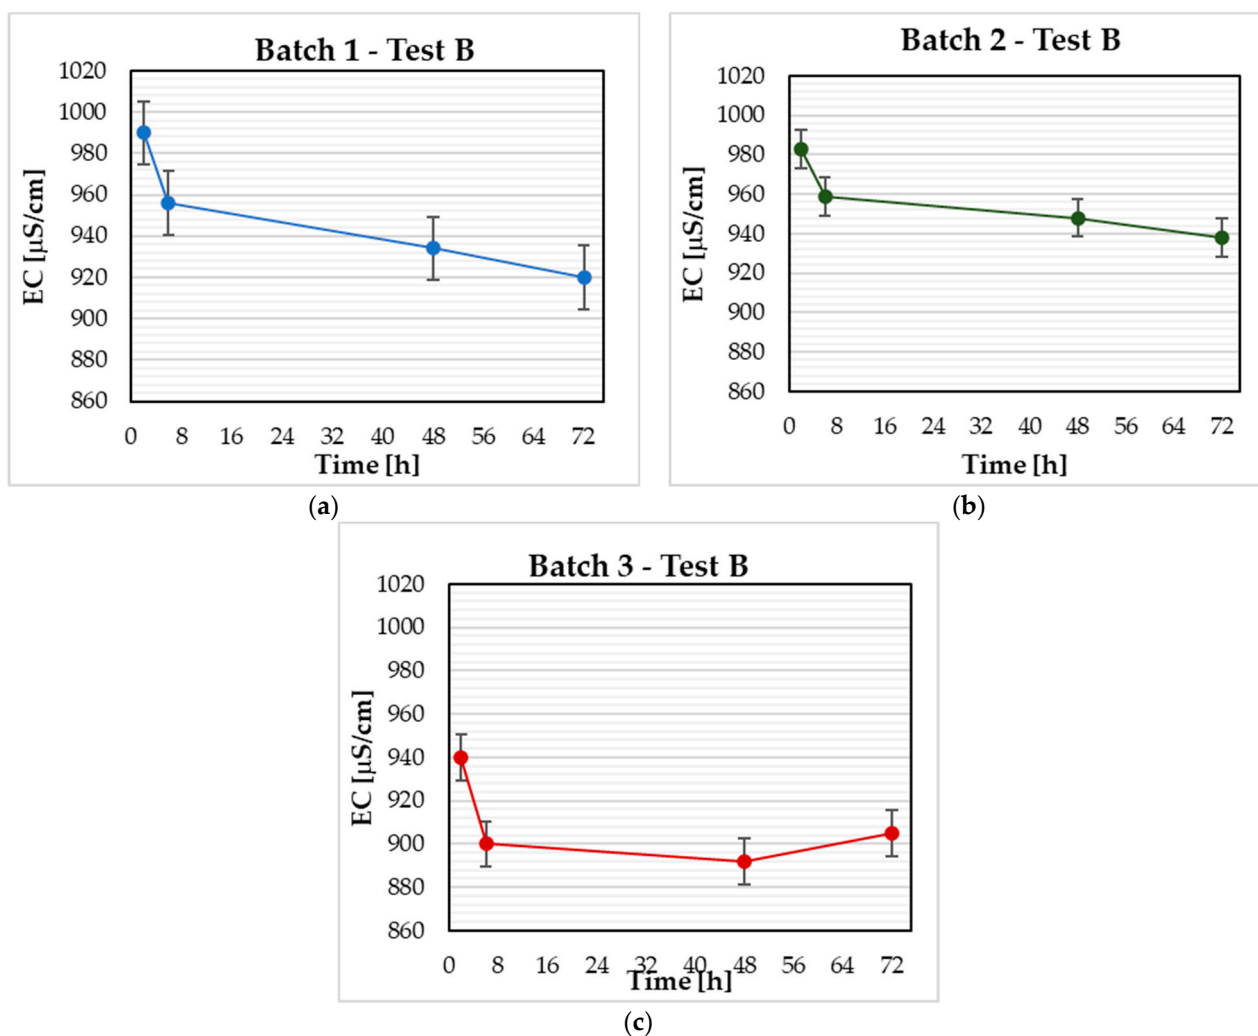 Batch 1 - Test B
1020
1000
980
960
940
920
900
880
860
EC [µS/cm]
0 8 16 24 32 40 48 56 64 72
Time [h]
(a)
Batch 2 - Test B
1020
1000
980
960
940
920
900
880
860
EC [µS/cm]
0 8 16 24 32 40 48 56 64 72
Time [h]
(b)
Batch 3 - Test B
1020
1000
980
960
940
920
900
880
860
EC [µS/cm]
0 8 16 24 32 40 48 56 64 72
Time [h]
(c)